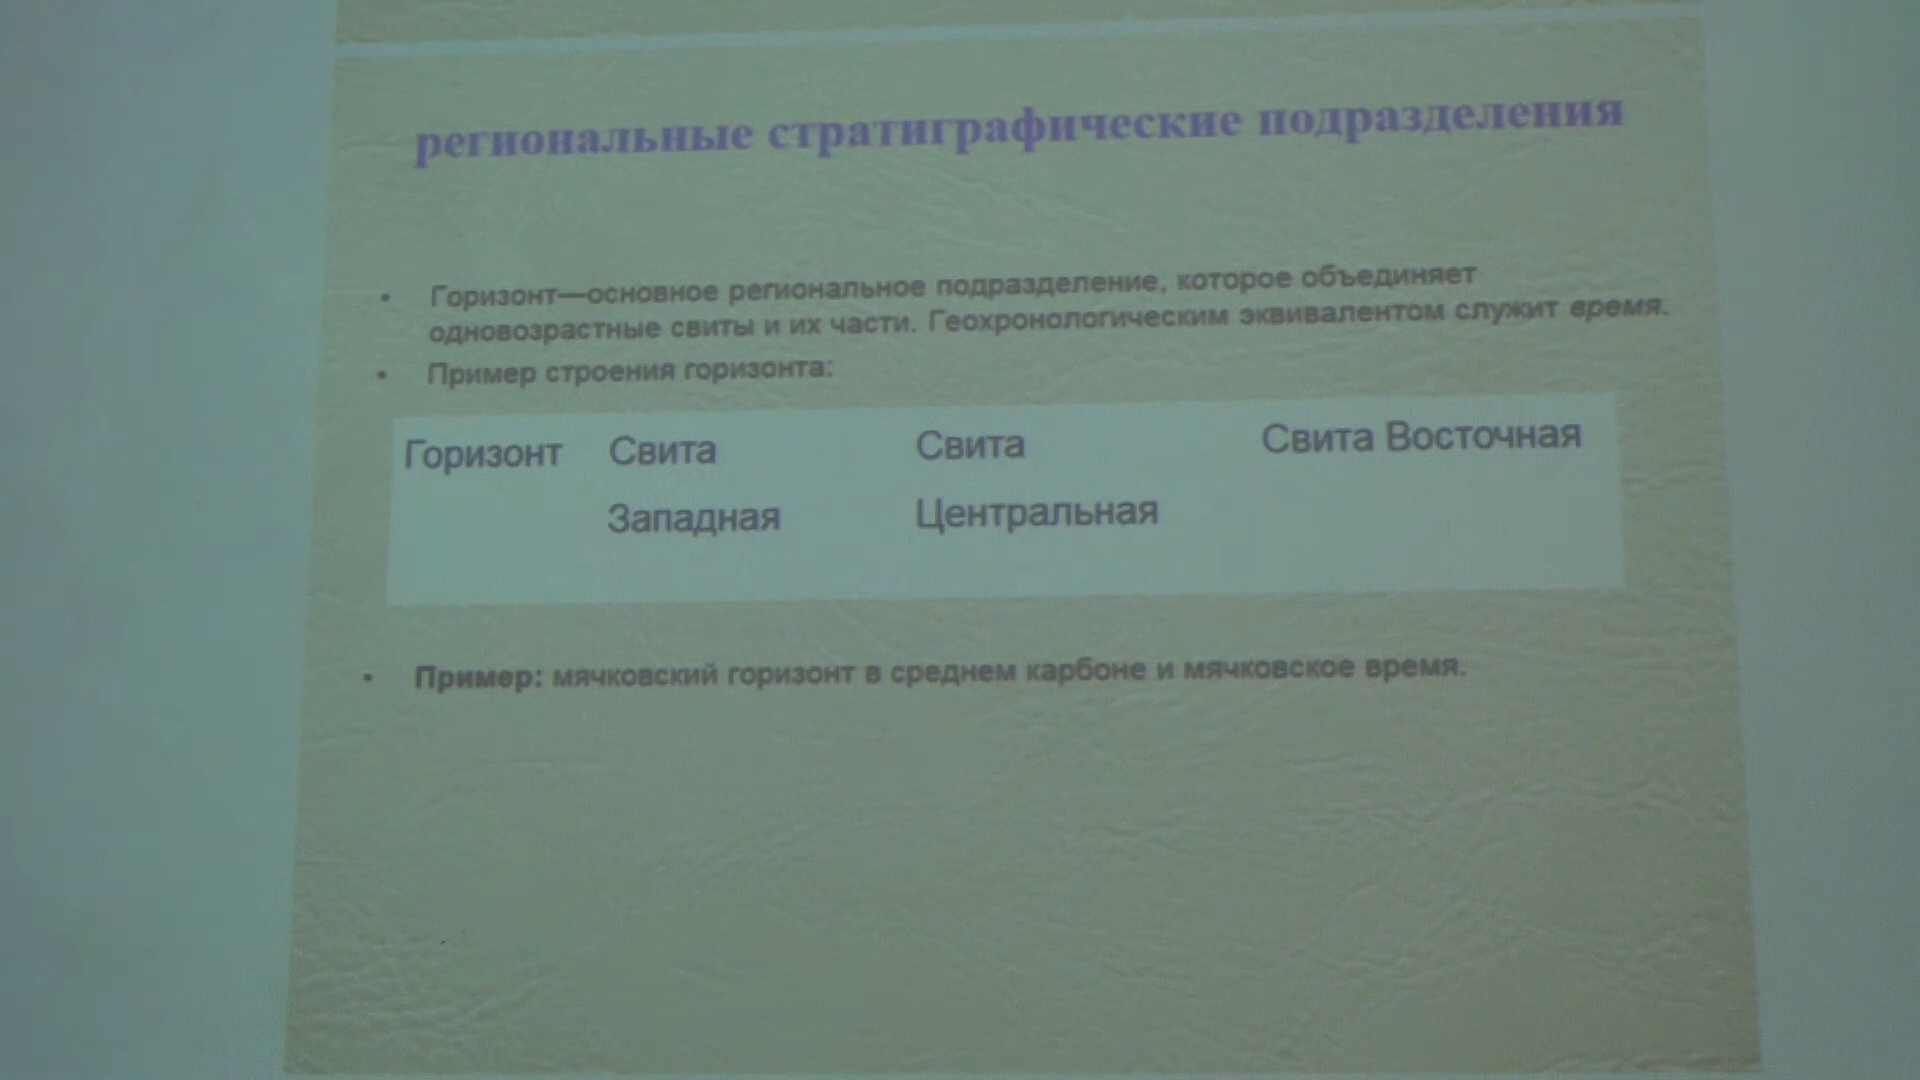 региональные стратиграфические подразделения
• Горизонт—основное региональное подразделение, которое объединяет
одновозрастные свиты и их части. Геохронологическим эквивалентом служит время.
• Пример строения горизонта:
Горизонт Свита Свита Свита Восточная
Западная Центральная
• Пример: мячковский горизонт в среднем карбоне и мячковское время.